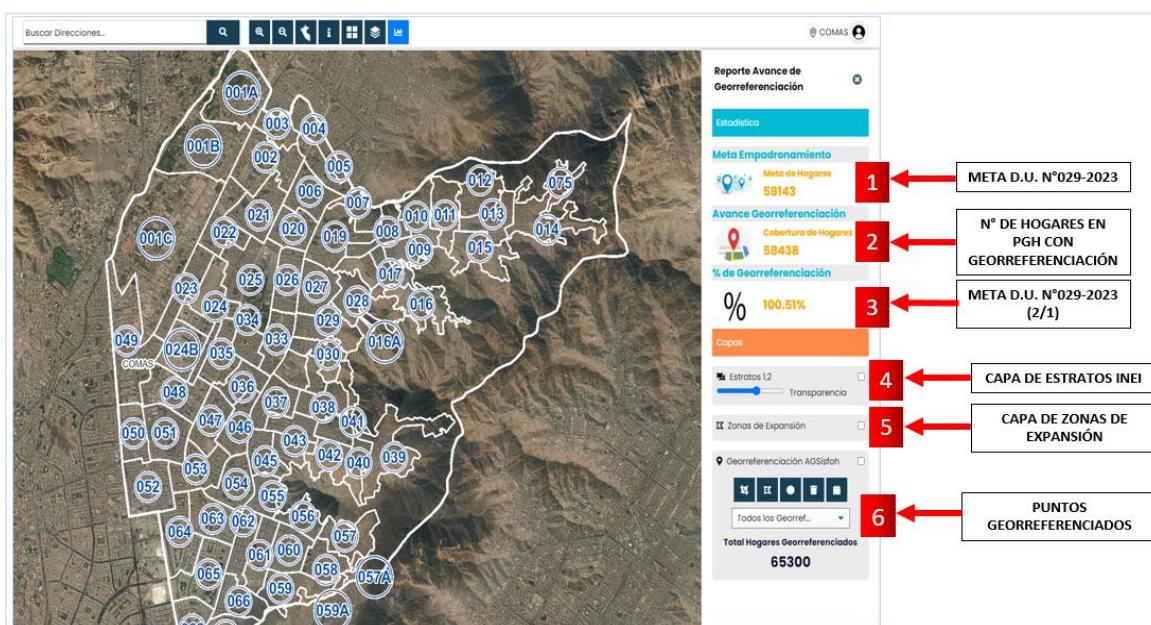 Buscar Direcciones...
COMAS
Reporte Avance de
Georreferenciación
Estadística
Meta Empadronamiento
Meta de Hogares
58143
1
META D.U. N°029-2023
Avance Georreferenciación
Cobertura de Hogares
58438
2
N° DE HOGARES EN
PGH CON
GEORREFERENCIACIÓN
% de Georreferenciación
%
100.51%
3
META D.U. N°029-2023
(2/1)
Capas
Estratos 1,2
Transparencia
4
CAPA DE ESTRATOS INEI
Zonas de Expansión
5
CAPA DE ZONAS DE
EXPANSIÓN
Georreferenciación AGSisfoh
Todos los Georref...
6
PUNTOS
GEORREFERENCIADOS
Total Hogares Georreferenciados
65300
001A
003
004
001B
002
005
012
075
006
007
021
010
011
013
001C
022
020
019
008
014
009
015
017
023
025
026
027
028
016
024
034
029
049
COMAS
024B
035
033
030
016A
048
036
037
038
041
050
051
047
046
043
042
040
039
052
053
054
045
055
064
063
062
056
057
061
060
065
058
057A
066
059
059A